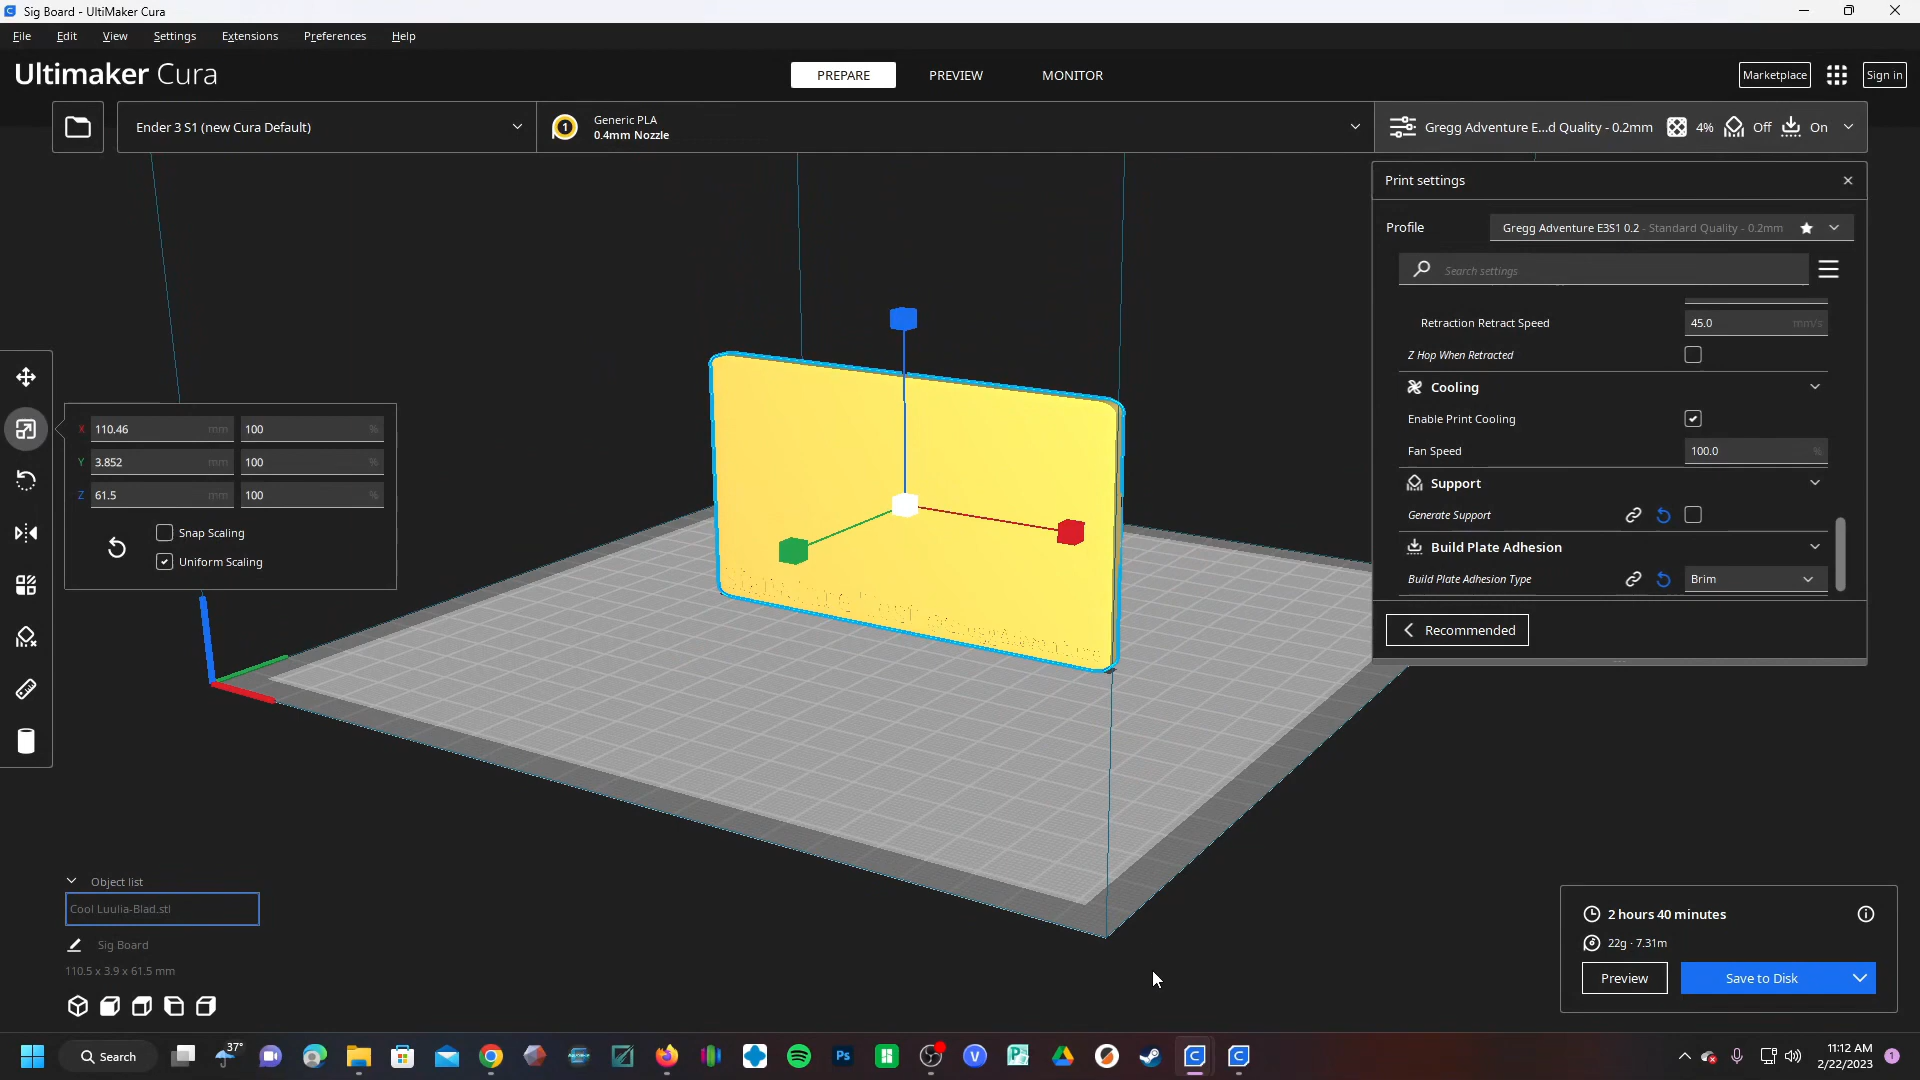 Sig Board - UltiMaker Cura
File Edit View Settings Extensions Preferences Help
Ultimaker Cura
PREPARE PREVIEW MONITOR
Marketplace Sign in
Ender 3 S1 (new Cura Default)
1 Generic PLA
0.4mm Nozzle
Gregg Adventure E...d Quality - 0.2mm 4% Off On
Print settings
Profile Gregg Adventure E3S1 0.2 - Standard Quality - 0.2mm
Search settings
Retraction Retract Speed 45.0 mm/s
Z Hop When Retracted
Cooling
Enable Print Cooling
Fan Speed 100.0 %
Support
Generate Support
Build Plate Adhesion
Build Plate Adhesion Type Brim
Recommended
X 110.46 mm 100 %
Y 3.852 mm 100 %
Z 61.5 mm 100 %
Snap Scaling
Uniform Scaling
Object list
Cool Luulia-Blad.stl
Sig Board
110.5 x 3.9 x 61.5 mm
2 hours 40 minutes
22g · 7.31m
Preview Save to Disk
Search 37° Ps V 11:12 AM
2/22/2023 1